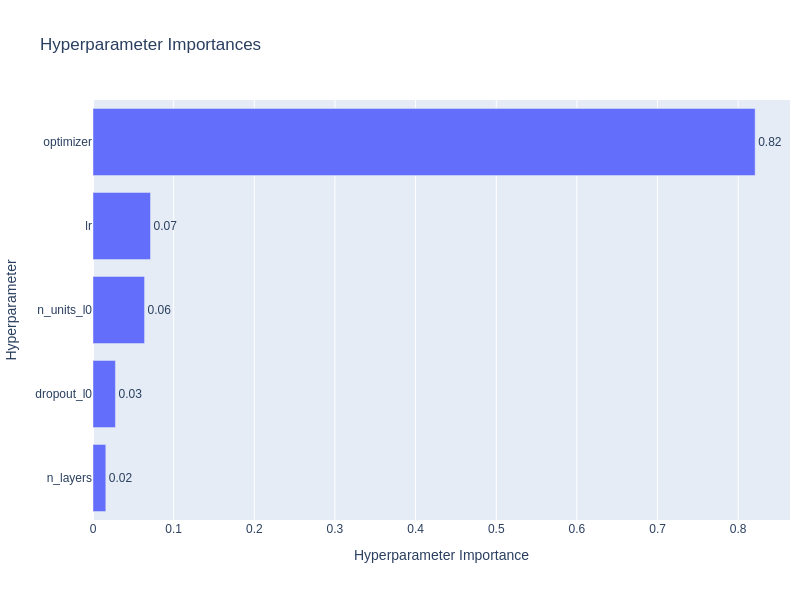 Hyperparameter Importances
Hyperparameter
optimizer 0.82
lr 0.07
n_units_l0 0.06
dropout_l0 0.03
n_layers 0.02
0 0.1 0.2 0.3 0.4 0.5 0.6 0.7 0.8
Hyperparameter Importance